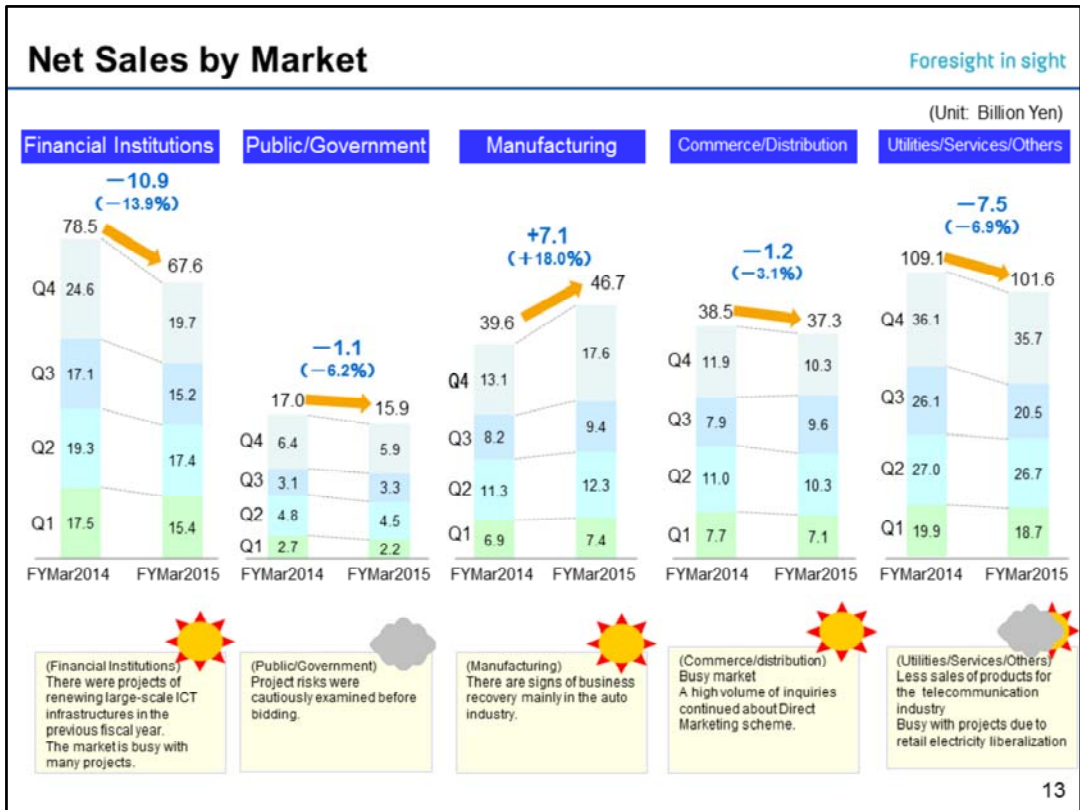 Net Sales by Market
Foresight in sight
(Unit: Billion Yen)
Financial Institutions
Public/Government
Manufacturing
Commerce/Distribution
Utilities/Services/Others
－10.9
(－13.9%)
78.5
67.6
Q4
24.6
19.7
Q3
17.1
15.2
Q2
19.3
17.4
Q1
17.5
15.4
FYMar2014
FYMar2015
－1.1
(－6.2%)
17.0
15.9
Q4
6.4
5.9
Q3
3.1
3.3
Q2
4.8
4.5
Q1
2.7
2.2
FYMar2014
FYMar2015
+7.1
(＋18.0%)
39.6
46.7
Q4
13.1
17.6
Q3
8.2
9.4
Q2
11.3
12.3
Q1
6.9
7.4
FYMar2014
FYMar2015
－1.2
(－3.1%)
38.5
37.3
Q4
11.9
10.3
Q3
7.9
9.6
Q2
11.0
10.3
Q1
7.7
7.1
FYMar2014
FYMar2015
－7.5
(－6.9%)
109.1
101.6
Q4
36.1
35.7
Q3
26.1
20.5
Q2
27.0
26.7
Q1
19.9
18.7
FYMar2014
FYMar2015
(Financial Institutions)
There were projects of
renewing large-scale ICT
infrastructures in the
previous fiscal year.
The market is busy with
many projects.
(Public/Government)
Project risks were
cautiously examined before
bidding.
(Manufacturing)
There are signs of business
recovery mainly in the auto
industry.
(Commerce/distribution)
Busy market
A high volume of inquiries
continued about Direct
Marketing scheme.
(Utilities/Services/Others)
Less sales of products for
the telecommunication
industry
Busy with projects due to
retail electricity liberalization
13